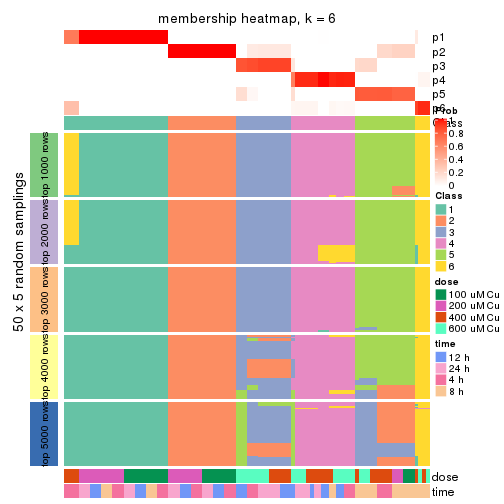 membership heatmap, k = 6
p1
p2
p3
p4
p5
p6
Prob
Class
0.8
0.6
0.4
0.2
0
Class
1
2
3
4
5
6
dose
100 uM Cu
200 uM Cu
400 uM Cu
600 uM Cu
time
12 h
24 h
4 h
8 h
50 x 5 random samplings
top 1000 rows
top 2000 rows
top 3000 rows
top 4000 rows
top 5000 rows
dose
time